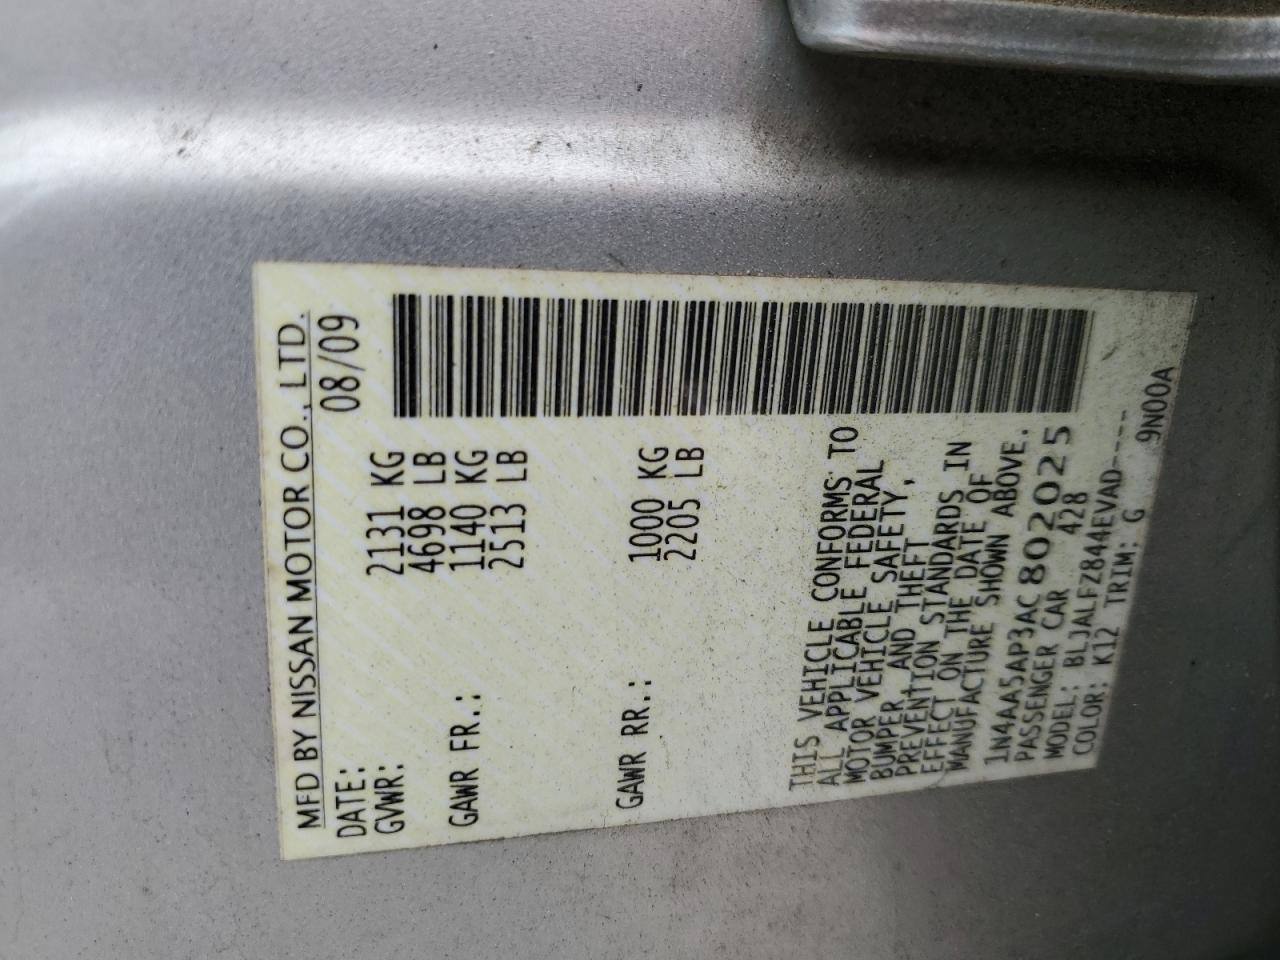 MFD BY NISSAN MOTOR CO., LTD.
DATE: 08/09
GVWR: 2131 KG
4698 LB
GAWR FR.: 1140 KG
2513 LB
GAWR RR.: 1000 KG
2205 LB
THIS VEHICLE CONFORMS TO
ALL APPLICABLE FEDERAL
MOTOR VEHICLE SAFETY,
BUMPER AND THEFT
PREVENTION STANDARDS IN
EFFECT ON THE DATE OF
MANUFACTURE SHOWN ABOVE.
1N4AA5AP3AC802025
PASSENGER CAR 428
MODEL: BLJALFZ844EVAD----
COLOR: K12 TRIM: G 9N00A